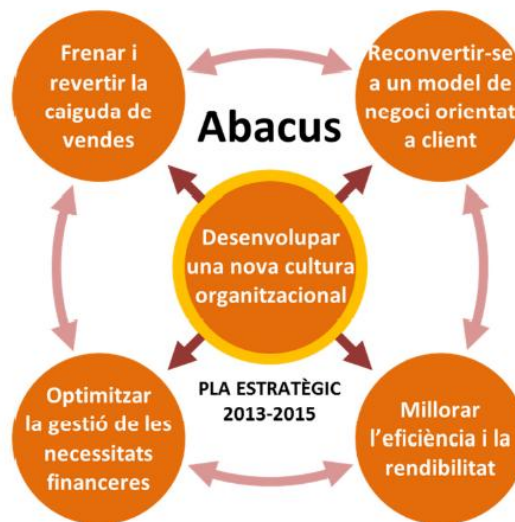 Frenar i
revertir la
caiguda de
vendes
Reconvertir-se
a un model de
negoci orientat
a client
Abacus
Desenvolupar
una nova cultura
organitzacional
Optimitzar
la gestió de les
necessitats
financeres
PLA ESTRATÈGIC
2013-2015
Millorar
l'eficiència i la
rendibilitat